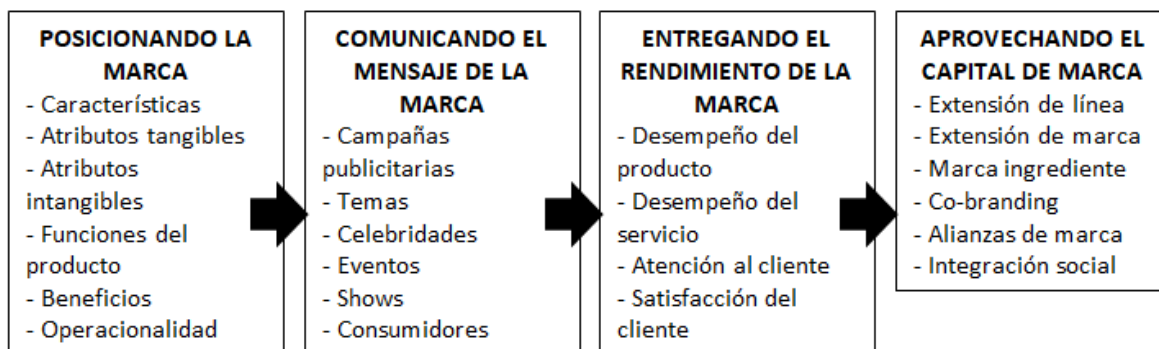 POSICIONANDO LA
MARCA
- Características
- Atributos tangibles
- Atributos
intangibles
- Funciones del
producto
- Beneficios
- Operacionalidad
COMUNICANDO EL
MENSAJE DE LA
MARCA
- Campañas
publicitarias
- Temas
- Celebridades
- Eventos
- Shows
- Consumidores
ENTREGANDO EL
RENDIMIENTO DE LA
MARCA
- Desempeño del
producto
- Desempeño del
servicio
- Atención al cliente
- Satisfacción del
cliente
APROVECHANDO EL
CAPITAL DE MARCA
- Extensión de línea
- Extensión de marca
- Marca ingrediente
- Co-branding
- Alianzas de marca
- Integración social